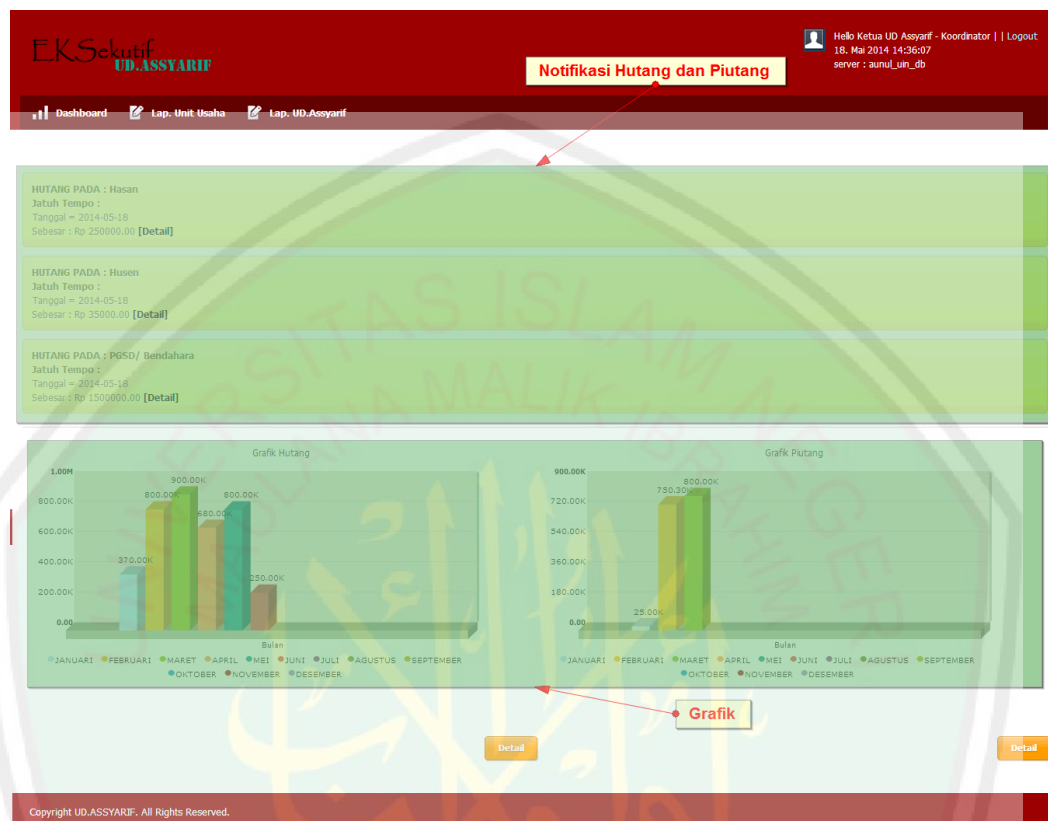 EKSekutif
UD.ASSYARIF
Hello Ketua UD Assyarif - Koordinator | | Logout
18. Mai 2014 14:36:07
server : aunul_uin_db
Notifikasi Hutang dan Piutang
Dashboard Lap. Unit Usaha Lap. UD.Assyarif
HUTANG PADA : Hasan
Jatuh Tempo :
Tanggal = 2014-05-18
Sebesar : Rp 250000.00 [Detail]
HUTANG PADA : Husen
Jatuh Tempo :
Tanggal = 2014-05-18
Sebesar : Rp 35000.00 [Detail]
HUTANG PADA : PGSD/ Bendahara
Jatuh Tempo :
Tanggal = 2014-05-18
Sebesar : Rp 1500000.00 [Detail]
Grafik Hutang
1.00M
800.00K
600.00K
400.00K
200.00K
0.00
370.00K
800.00K
900.00K
680.00K
800.00K
250.00K
Bulan
JANUARI FEBRUARI MARET APRIL MEI JUNI JULI AGUSTUS SEPTEMBER
OKTOBER NOVEMBER DESEMBER
Grafik Piutang
900.00K
720.00K
540.00K
360.00K
180.00K
0.00
25.00K
750.30K
800.00K
Bulan
JANUARI FEBRUARI MARET APRIL MEI JUNI JULI AGUSTUS SEPTEMBER
OKTOBER NOVEMBER DESEMBER
Grafik
Detail
Detail
Copyright UD.ASSYARIF. All Rights Reserved.
UNIVERSITAS ISLAM NEGERI
MAULANA MALIK IBRAHIM